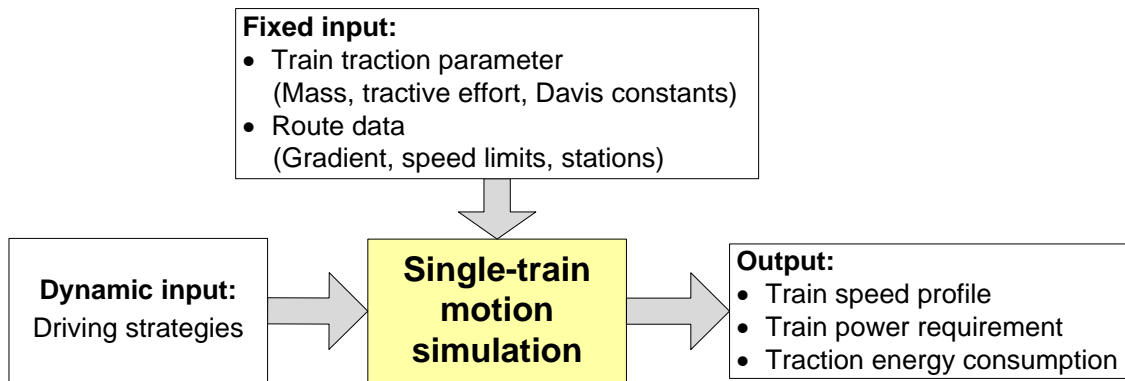 Fixed input:
• Train traction parameter
(Mass, tractive effort, Davis constants)
• Route data
(Gradient, speed limits, stations)
Dynamic input:
Driving strategies
Single-train
motion
simulation
Output:
• Train speed profile
• Train power requirement
• Traction energy consumption